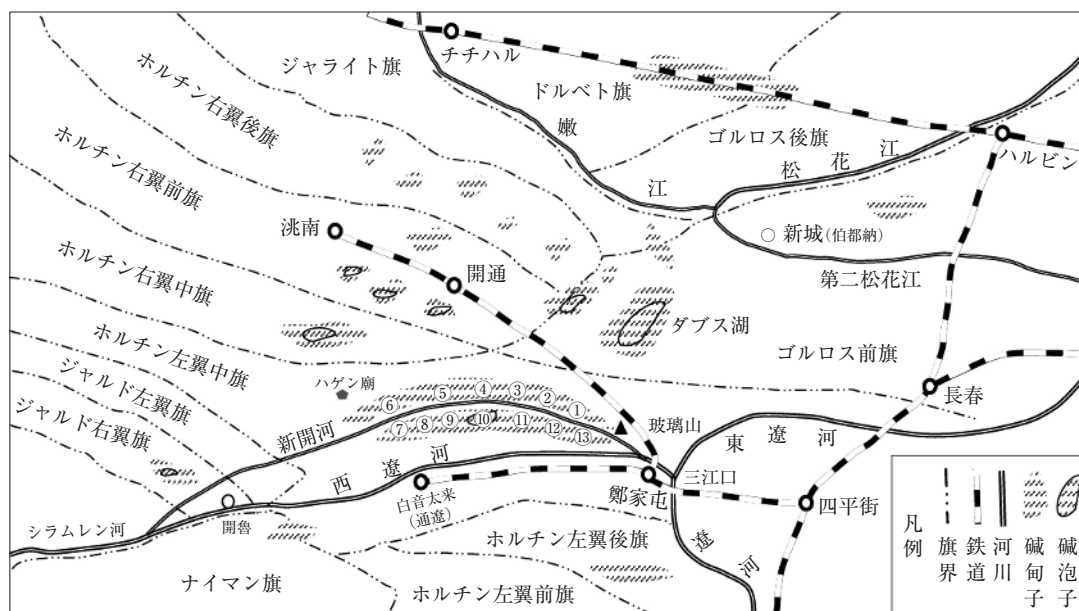 チチハル
ジャライト旗
ドルベト旗
ホルチン右翼後旗
嫩江
ゴルロス後旗
松花江
ハルビン
ホルチン右翼前旗
洮南
新城(伯都納)
開通
第二松花江
ホルチン右翼中旗
ダブス湖
ゴルロス前旗
ホルチン左翼中旗
ハゲン廟
ジャルド左翼旗
長春
⑥ ⑤ ④ ③ ② ①
⑦ ⑧ ⑨ ⑩ ⑪ ⑫ ⑬
玻璃山
ジャルド右翼旗
新開河
東遼河
西遼河
三江口
白音太来
(通遼)
鄭家屯
四平街
開魯
シラムレン河
ホルチン左翼後旗
遼河
ナイマン旗
ホルチン左翼前旗
凡例
旗界
鉄道
河川
碱甸子
碱泡子